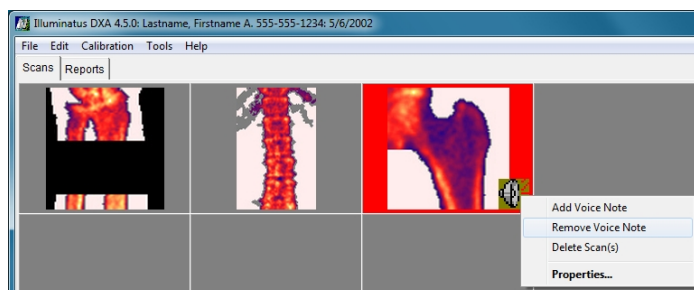 Illuminatus DXA 4.5.0: Lastname, Firstname A. 555-555-1234: 5/6/2002
File Edit Calibration Tools Help
Scans Reports
Add Voice Note
Remove Voice Note
Delete Scan(s)
Properties...